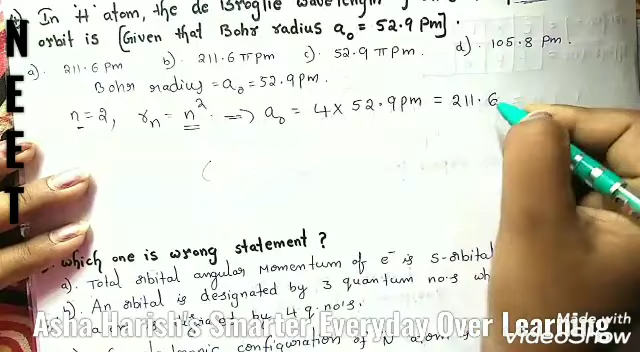 In 'H' atom, the de Broglie wavelength
orbit is [Given that Bohr radius a₀ = 52.9 pm].
a). 211.6 pm b). 211.6 π pm c). 52.9 π pm d). 105.8 pm.
Bohr radius = a₀ = 52.9 pm.
n = 2, rₙ = n² ⇒ a₀ = 4 × 52.9 pm = 211.6
which one is wrong statement?
a). Total orbital angular momentum of e⁻ is s-orbital
b). An orbital is designated by 3 quantum no.s
by 4 q. no's.
configuration of N atom
NEET
Asha Harish's Smarter Everyday Over Learning
Made with
VideoShow